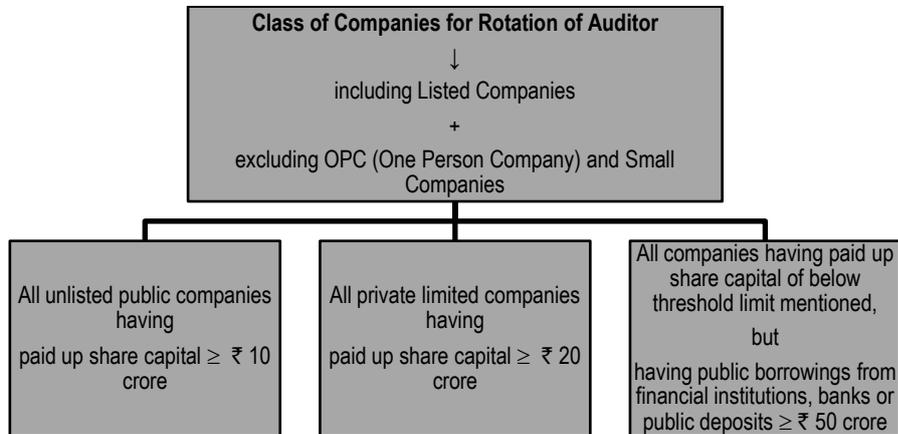 Class of Companies for Rotation of Auditor
↓
including Listed Companies
+
excluding OPC (One Person Company) and Small
Companies
All unlisted public companies
having
paid up share capital ≥ ₹ 10
crore
All private limited companies
having
paid up share capital ≥ ₹ 20
crore
All companies having paid up
share capital of below
threshold limit mentioned,
but
having public borrowings from
financial institutions, banks or
public deposits ≥ ₹ 50 crore